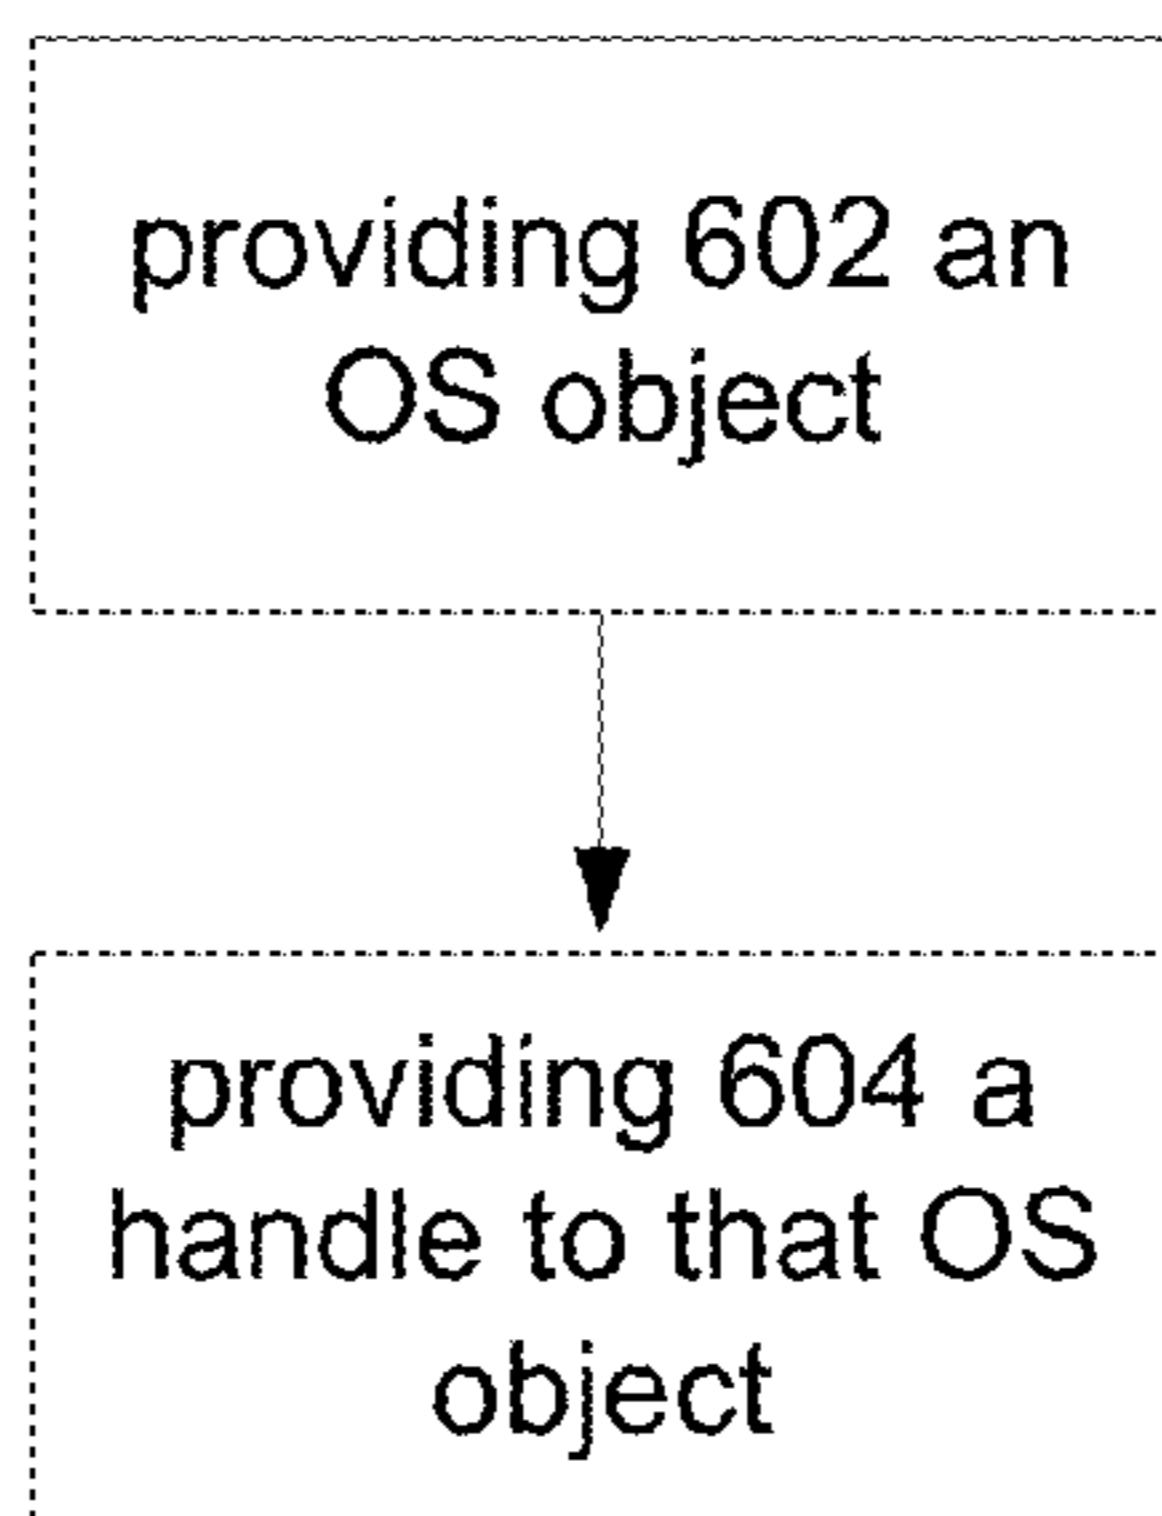 providing 602 an
OS object
providing 604 a
handle to that OS
object